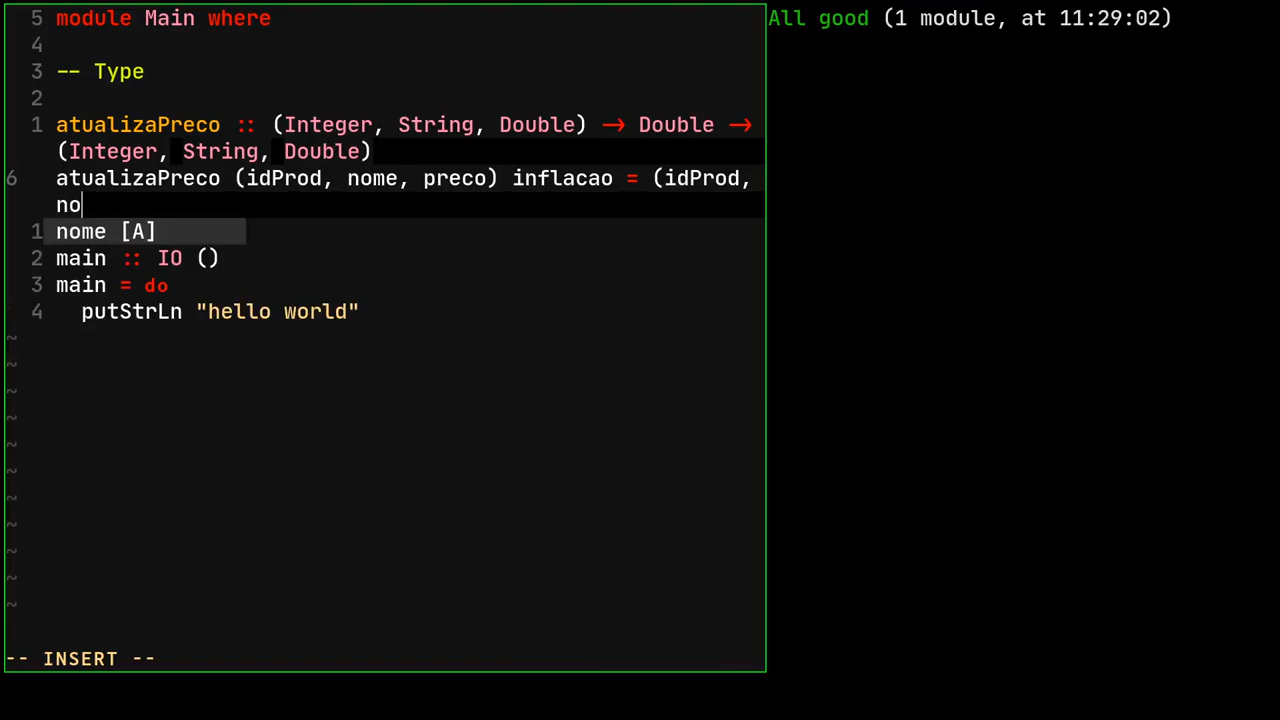 5 module Main where
4
3 -- Type
2
1 atualizaPreco :: (Integer, String, Double) -> Double ->
(Integer, String, Double)
6 atualizaPreco (idProd, nome, preco) inflacao = (idProd,
no
1 nome [A]
2 main :: IO ()
3 main = do
4 putStrLn "hello world"
~
~
~
~
~
~
~
~
~
~
~
-- INSERT --
All good (1 module, at 11:29:02)